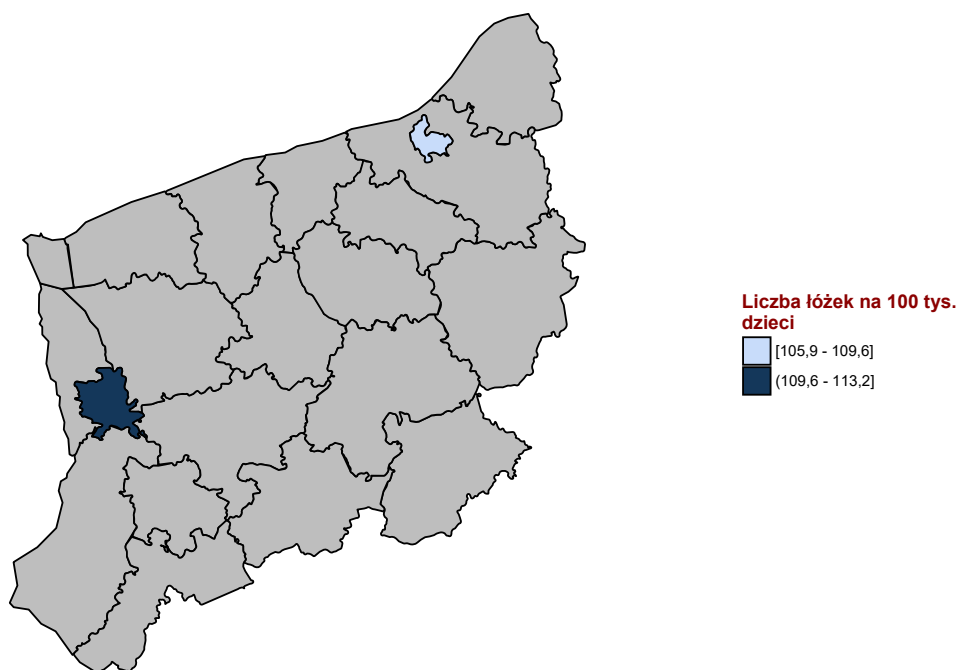 Liczba łóżek na 100 tys.
dzieci
[105,9 - 109,6]
(109,6 - 113,2]